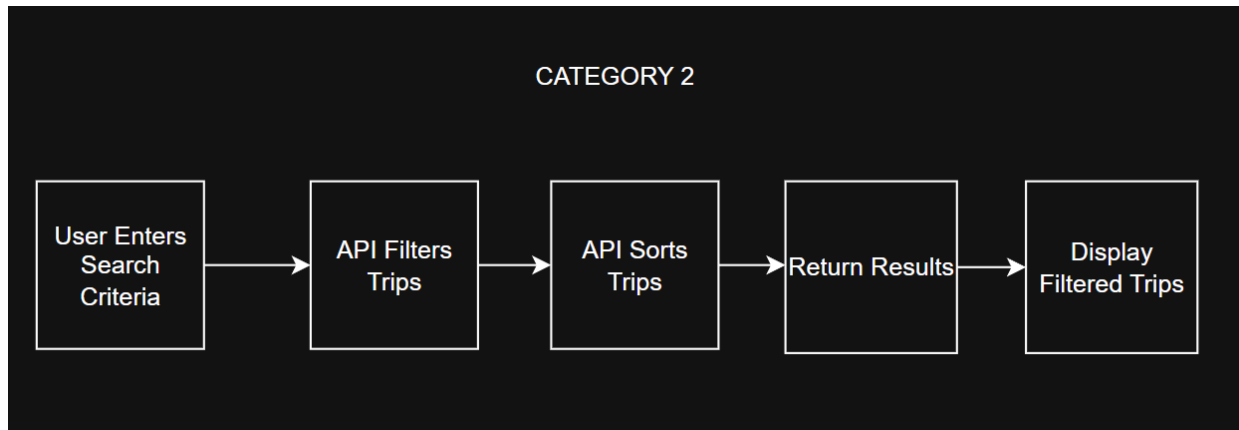 CATEGORY 2
User Enters
Search
Criteria
API Filters
Trips
API Sorts
Trips
Return Results
Display
Filtered Trips